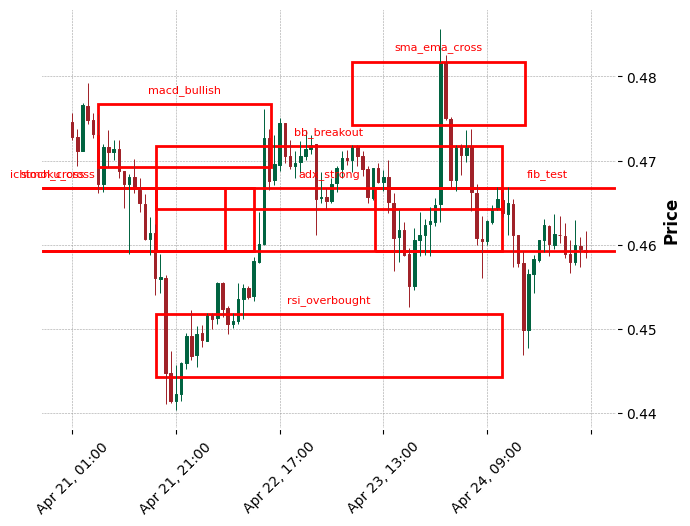 sma_ema_cross
0.48
macd_bullish
bb_breakout
0.47
adx_strong
fib_test
Price
0.46
rsi_overbought
0.45
0.44
Apr 21, 01:00
Apr 21, 21:00
Apr 22, 17:00
Apr 23, 13:00
Apr 24, 09:00